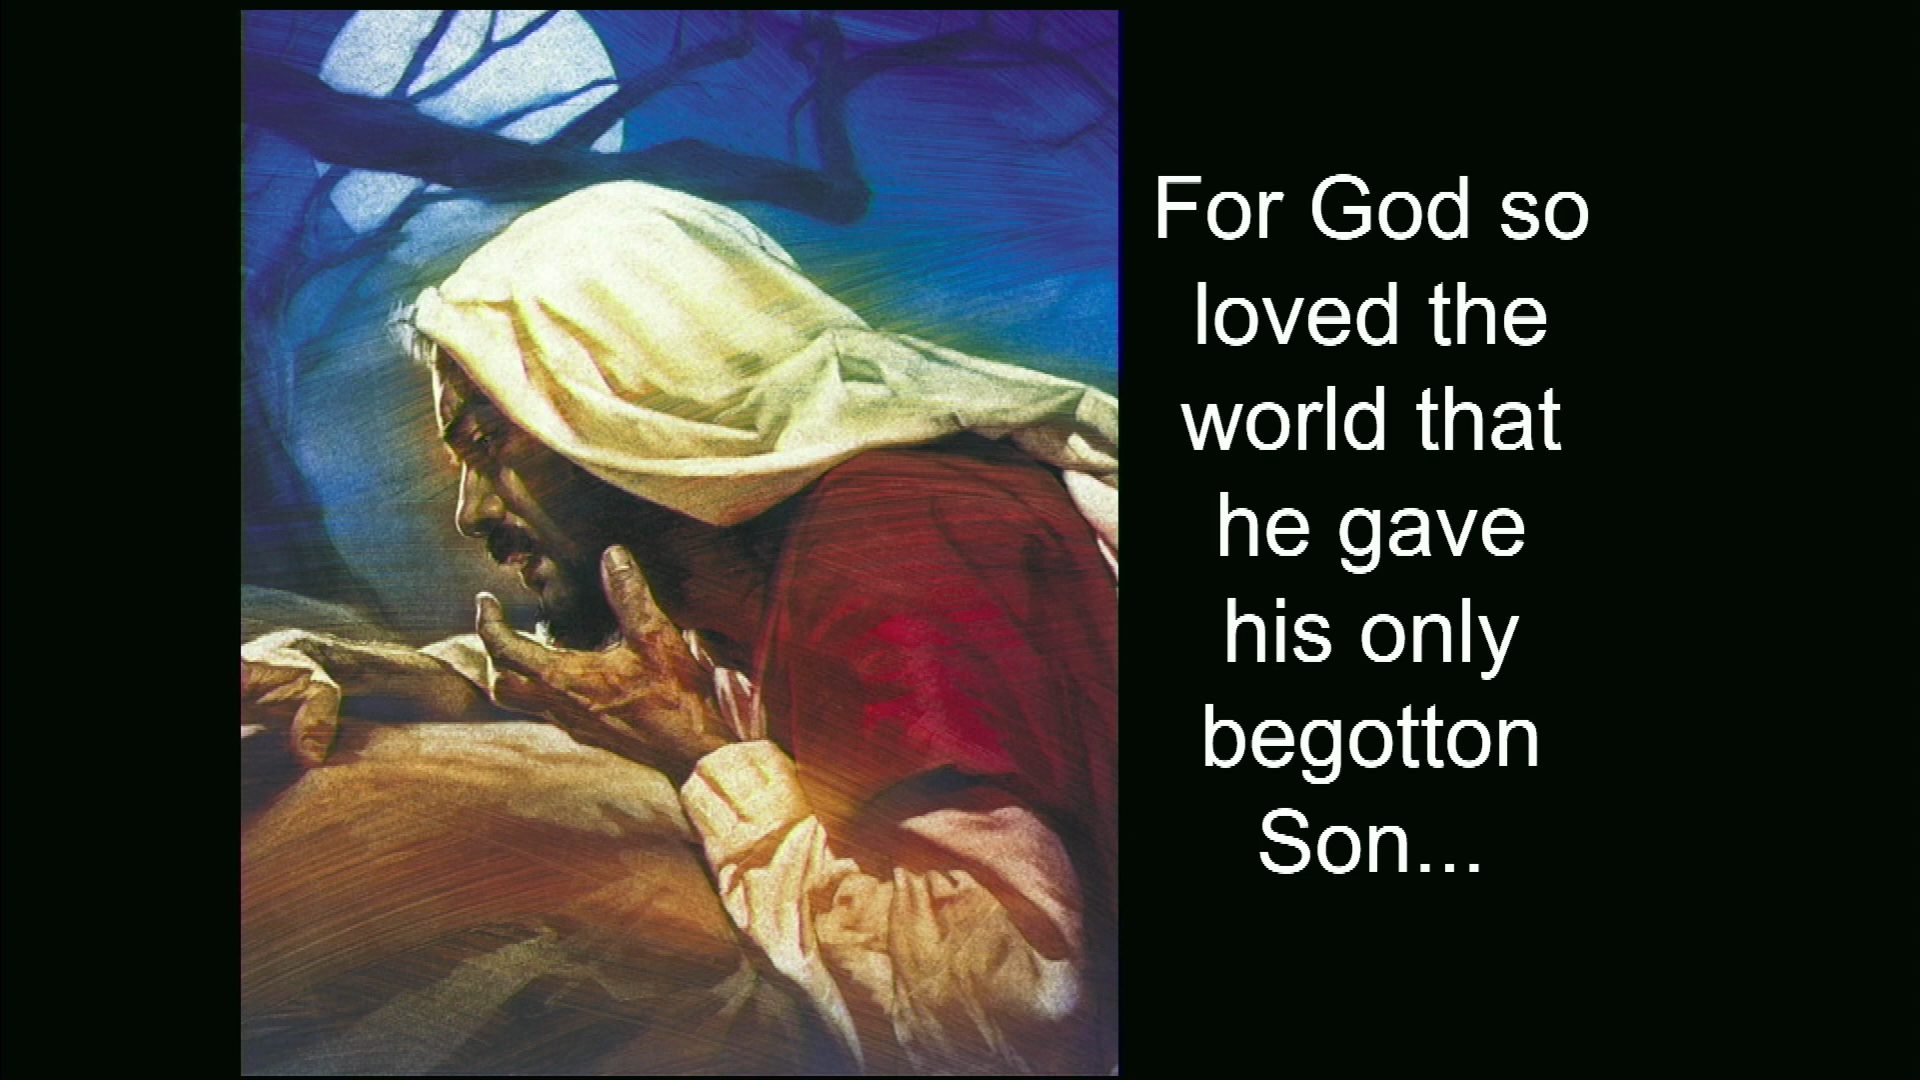 For God so
loved the
world that
he gave
his only
begotton
Son...